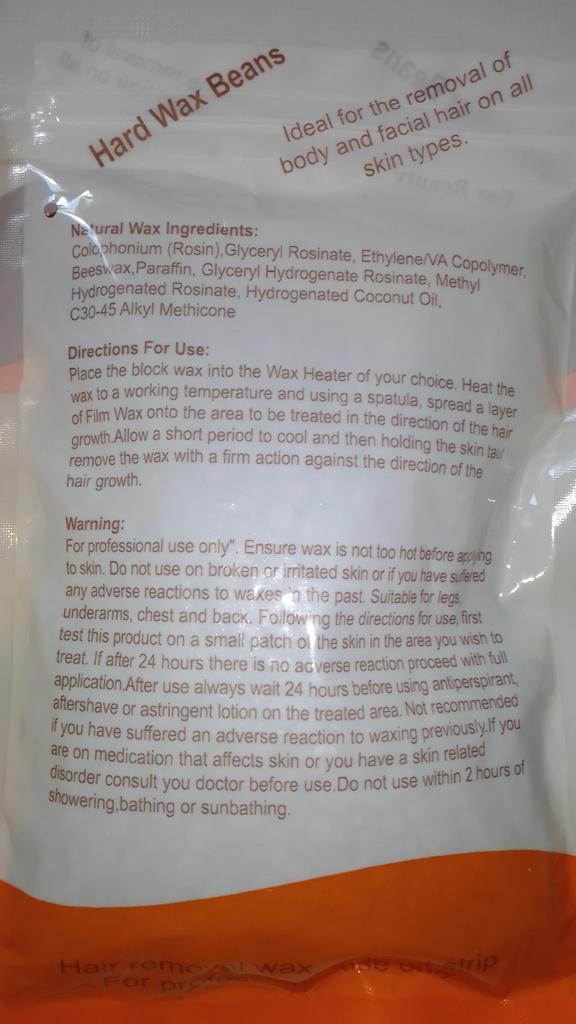 Hard Wax Beans
Ideal for the removal of
body and facial hair on all
skin types.
Natural Wax Ingredients:
Colophonium (Rosin),Glyceryl Rosinate, Ethylene/VA Copolymer,
Beeswax,Paraffin, Glyceryl Hydrogenate Rosinate, Methyl
Hydrogenated Rosinate, Hydrogenated Coconut Oil,
C30-45 Alkyl Methicone
Directions For Use:
Place the block wax into the Wax Heater of your choice. Heat the
wax to a working temperature and using a spatula, spread a layer
of Film Wax onto the area to be treated in the direction of the hair
growth.Allow a short period to cool and then holding the skin taut
remove the wax with a firm action against the direction of the
hair growth.
Warning:
For professional use only". Ensure wax is not too hot before applying
to skin. Do not use on broken or irritated skin or if you have suffered
any adverse reactions to waxes in the past. Suitable for legs,
underarms, chest and back. Following the directions for use, first
test this product on a small patch of the skin in the area you wish to
treat. If after 24 hours there is no adverse reaction proceed with full
application.After use always wait 24 hours before using antiperspirant,
aftershave or astringent lotion on the treated area. Not recommended
if you have suffered an adverse reaction to waxing previously.If you
are on medication that affects skin or you have a skin related
disorder consult you doctor before use.Do not use within 2 hours of
showering,bathing or sunbathing.
Hair removal wax strip
For